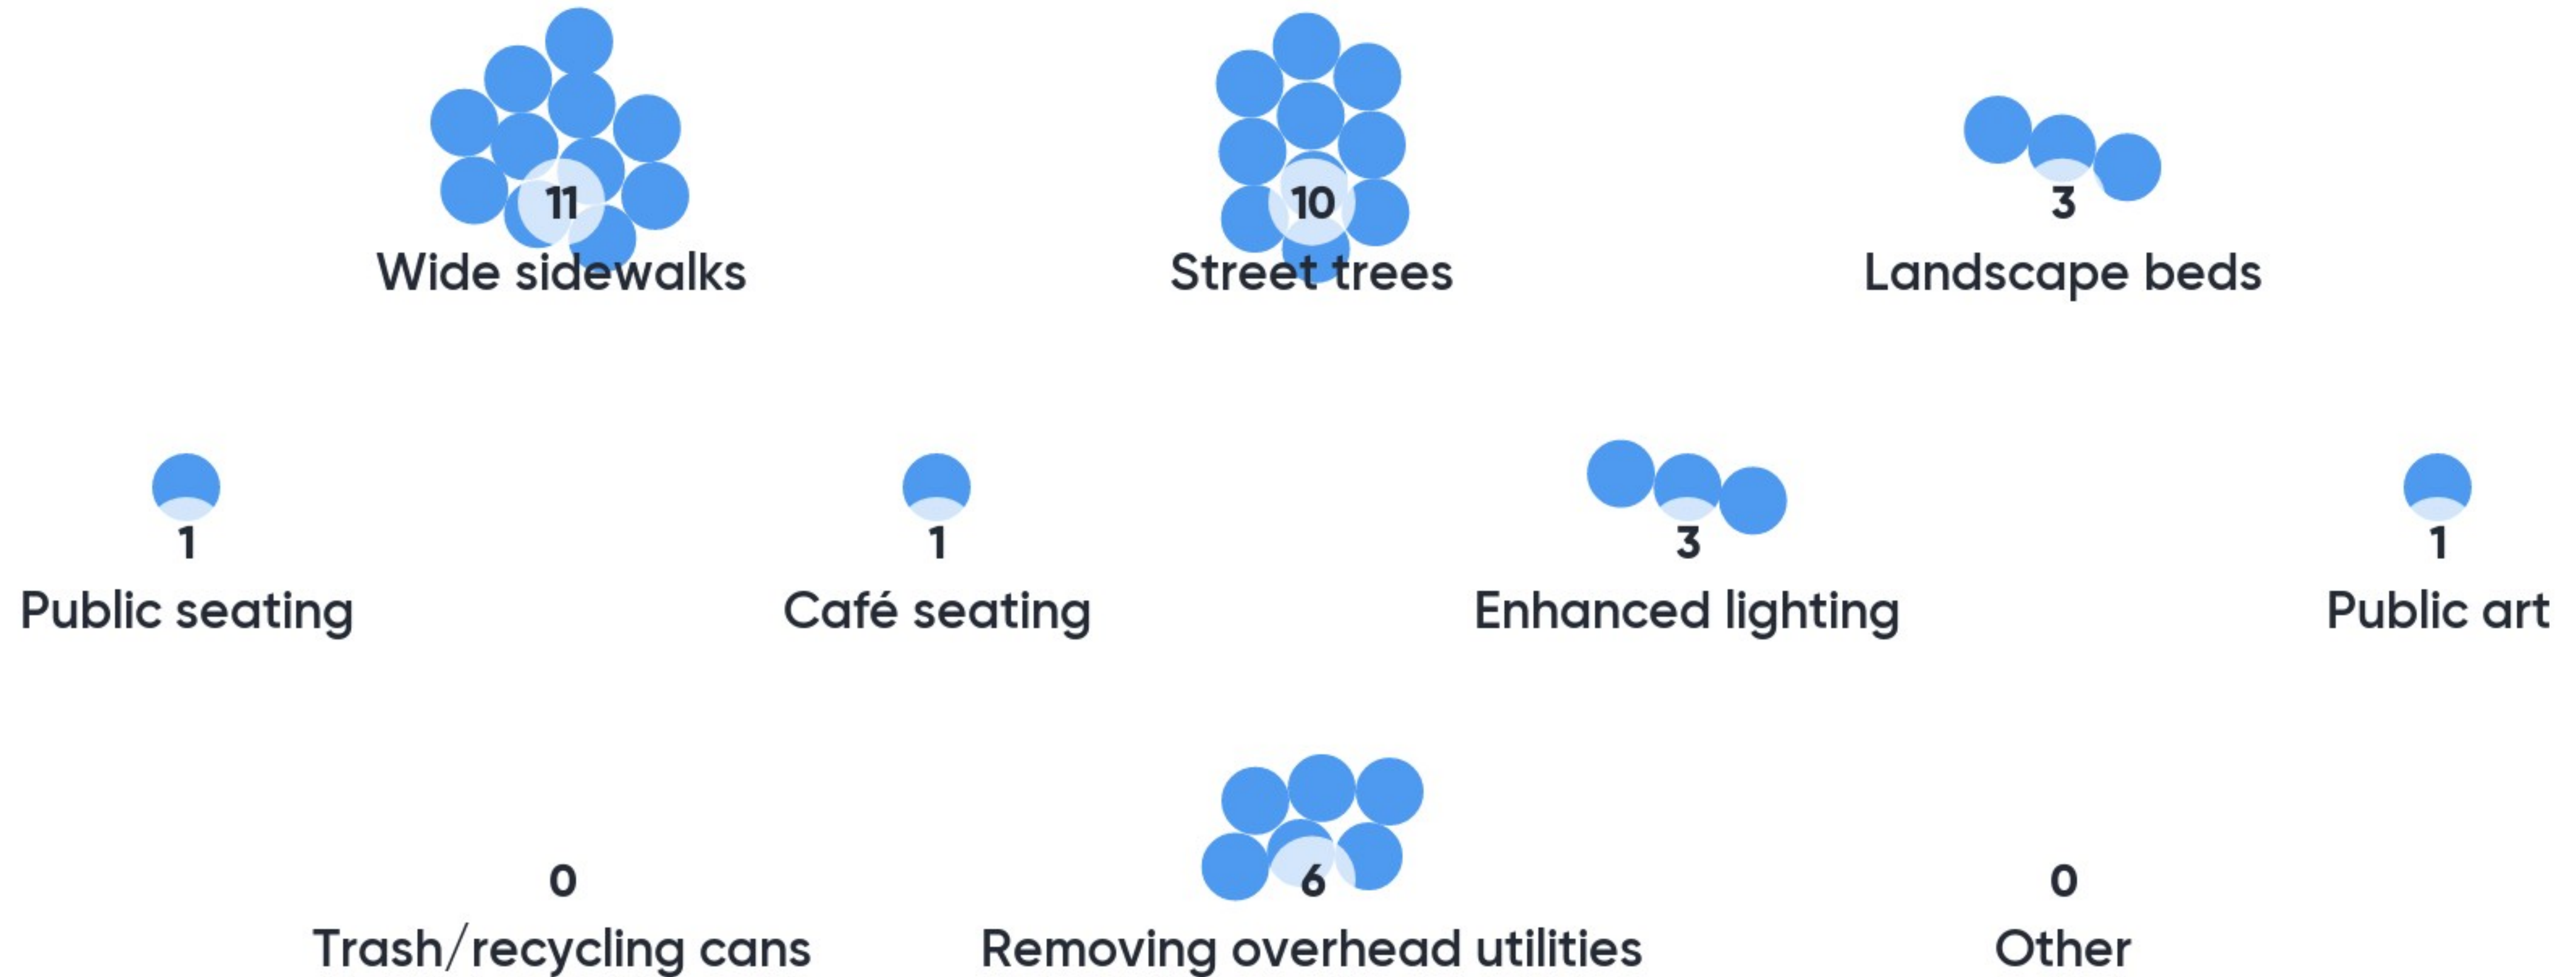 11
Wide sidewalks
10
Street trees
3
Landscape beds
1
Public seating
1
Café seating
3
Enhanced lighting
1
Public art
0
Trash/recycling cans
6
Removing overhead utilities
0
Other